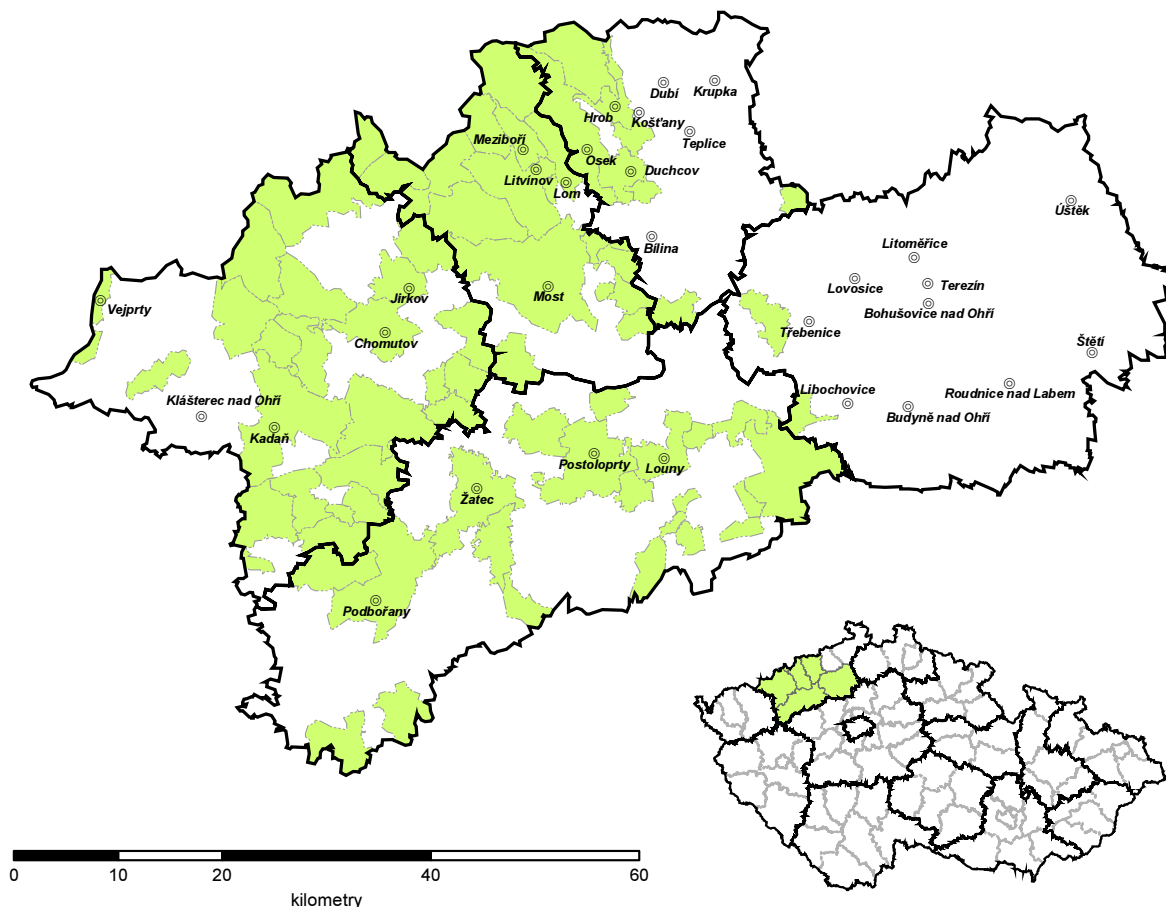 Dubí
Krupka
Hrob
Košťany
Teplice
Meziboří
Osek
Litvínov
Duchcov
Lom
Úštěk
Bílina
Litoměřice
Lovosice
Terezín
Jirkov
Most
Vejprty
Bohušovice nad Ohří
Třebenice
Chomutov
Štětí
Klášterec nad Ohří
Libochovice
Roudnice nad Labem
Budyně nad Ohří
Kadaň
Postoloprty
Louny
Žatec
Podbořany
0 10 20 40 60
kilometry